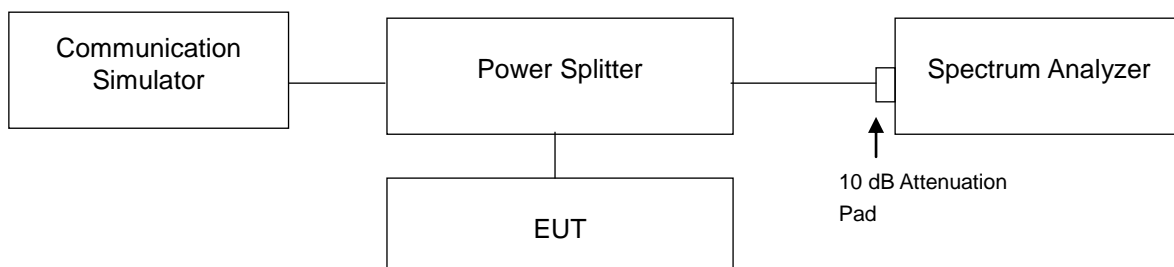 Communication
Simulator
Power Splitter
Spectrum Analyzer
10 dB Attenuation
Pad
EUT